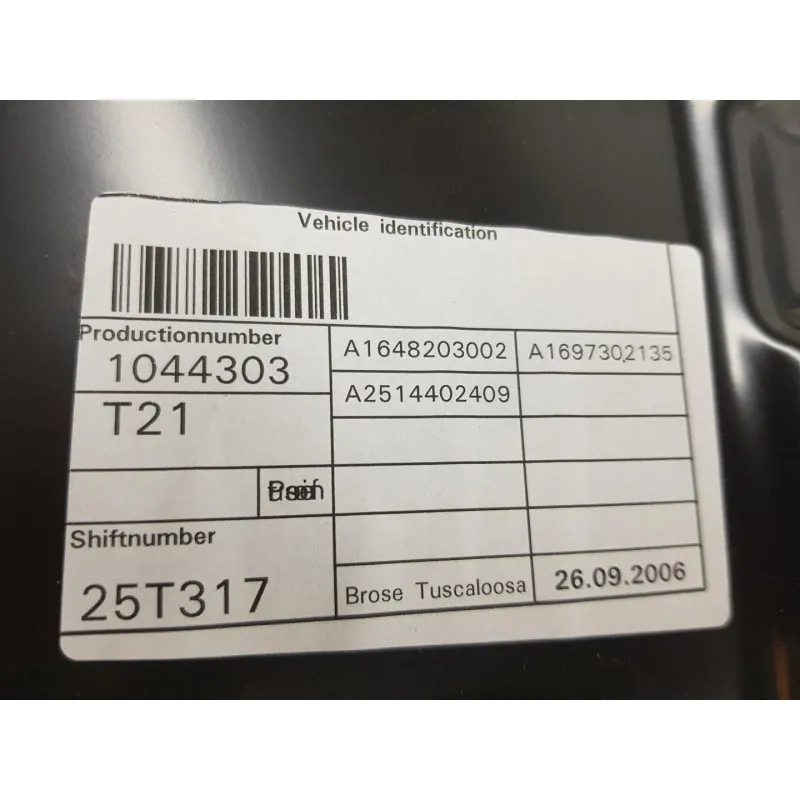 Vehicle identification
Productionnumber
1044303
A1648203002
A1697302135
T21
A2514402409
Shiftnumber
25T317
Brose Tuscaloosa
26.09.2006